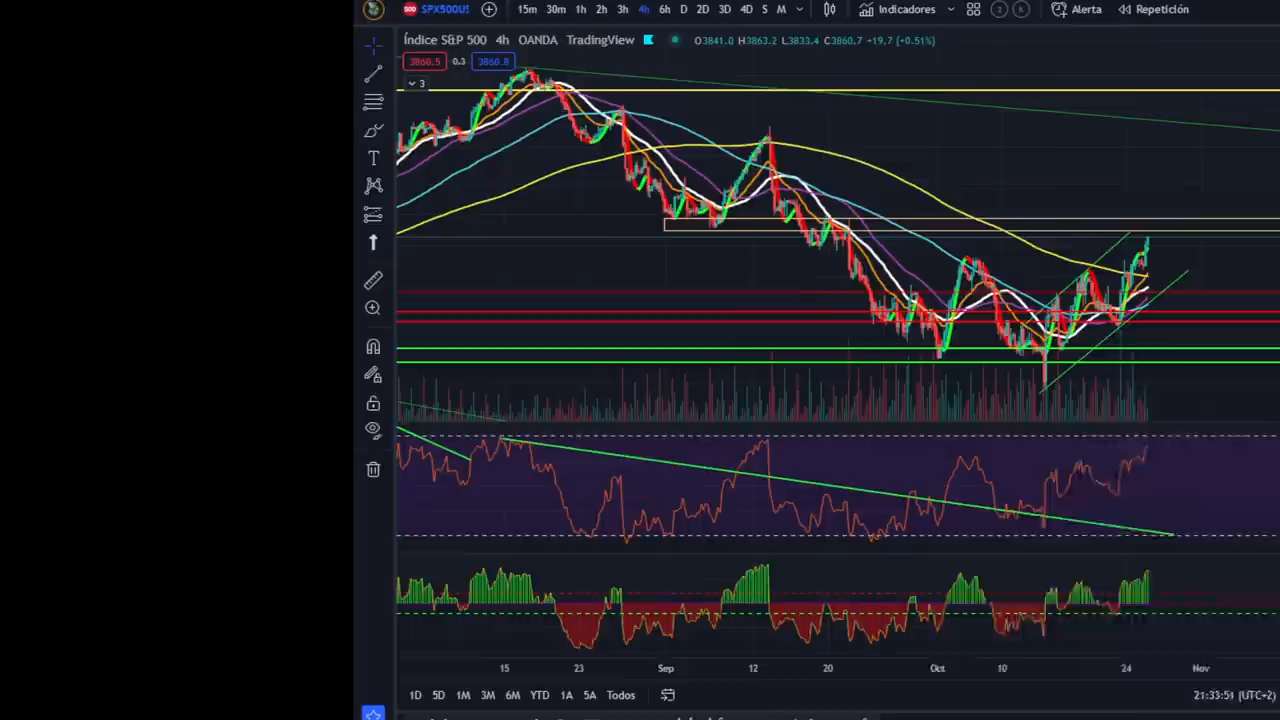 500 SPX500US 15m 30m 1h 2h 3h 4h 6h D 2D 3D 4D S M Indicadores Alerta Repetición
Índice S&P 500 4h OANDA TradingView O3841.0 H3863.2 L3833.4 C3860.7 +19.7 (+0.51%)
3860.5 0.3 3860.8
3
15 23 Sep 12 20 Oct 10 24 Nov
1D 5D 1M 3M 6M YTD 1A 5A Todos 21:33:51 (UTC+2)